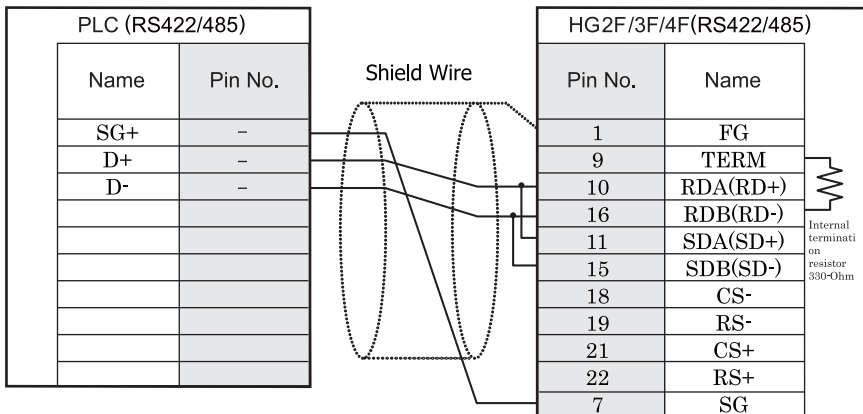 PLC (RS422/485)
Name Pin No.
SG+ -
D+ -
D- -
Shield Wire
HG2F/3F/4F(RS422/485)
Pin No. Name
1 FG
9 TERM
10 RDA(RD+)
16 RDB(RD-)
11 SDA(SD+)
15 SDB(SD-)
18 CS-
19 RS-
21 CS+
22 RS+
7 SG
Internal
terminati
on
resistor
330-Ohm